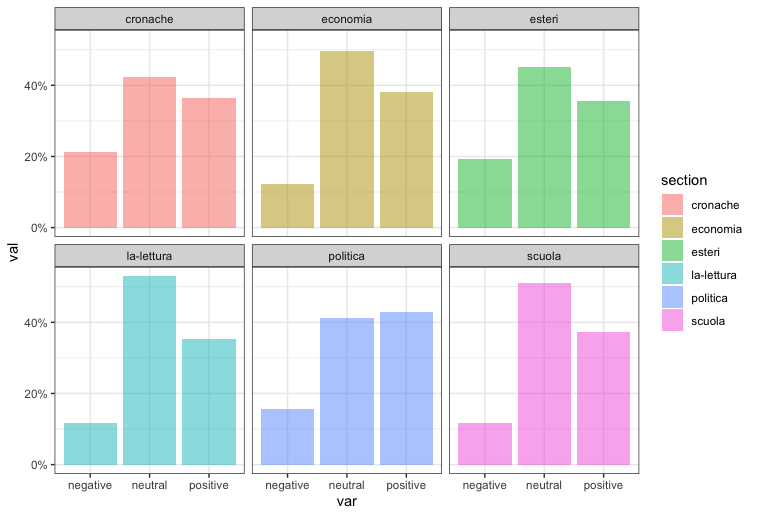 cronache economia esteri
40%
20%
0%
la-lettura politica scuola
40%
20%
0%
negative neutral positive negative neutral positive negative neutral positive
var
val
section
cronache
economia
esteri
la-lettura
politica
scuola